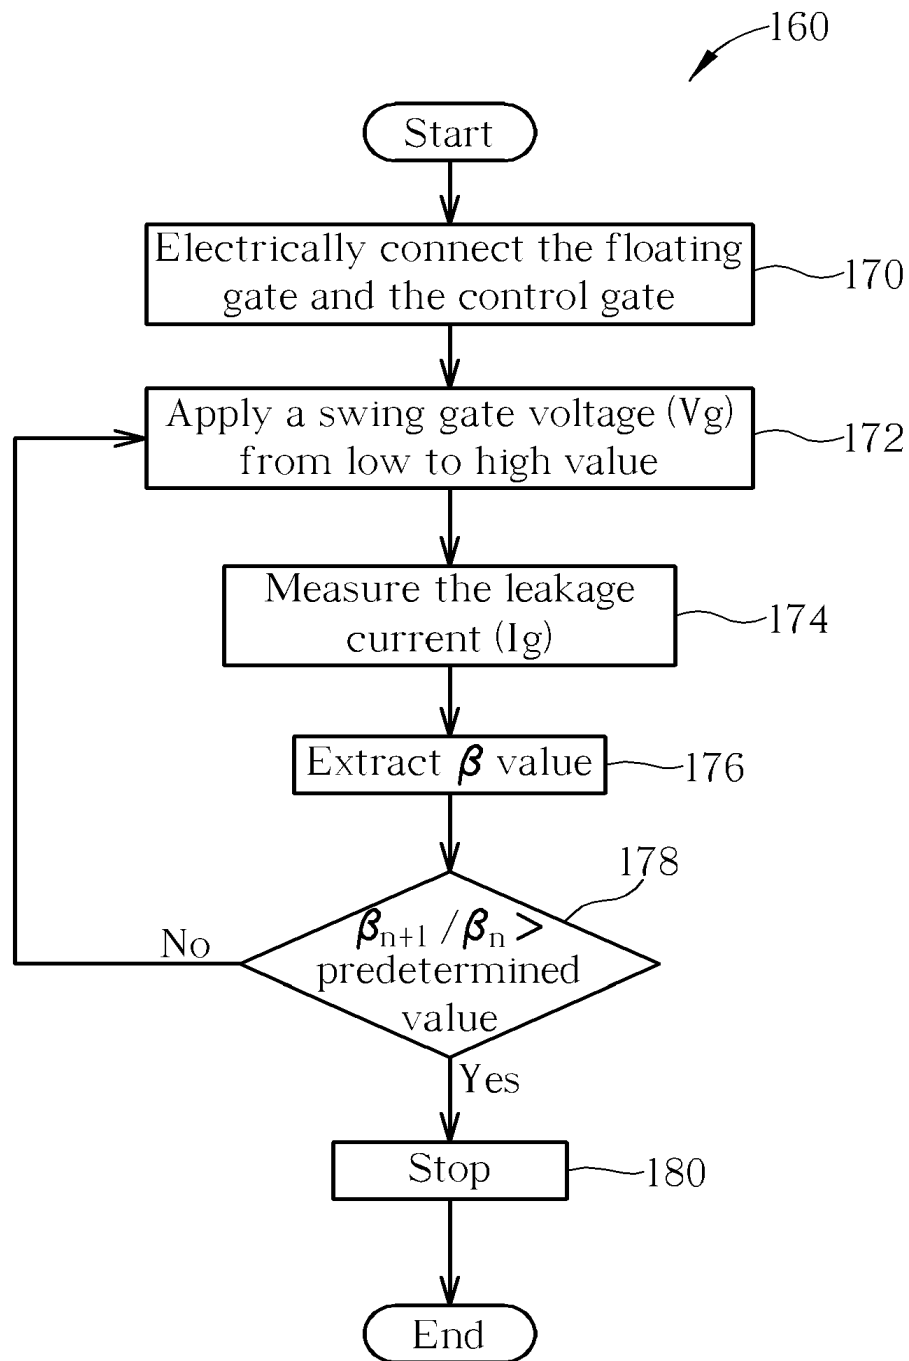 160
Start
Electrically connect the floating
gate and the control gate
170
Apply a swing gate voltage (Vg)
from low to high value
172
Measure the leakage
current (Ig)
174
Extract β value
176
178
βn+1 /βn >
predetermined
value
No
Yes
Stop
180
End